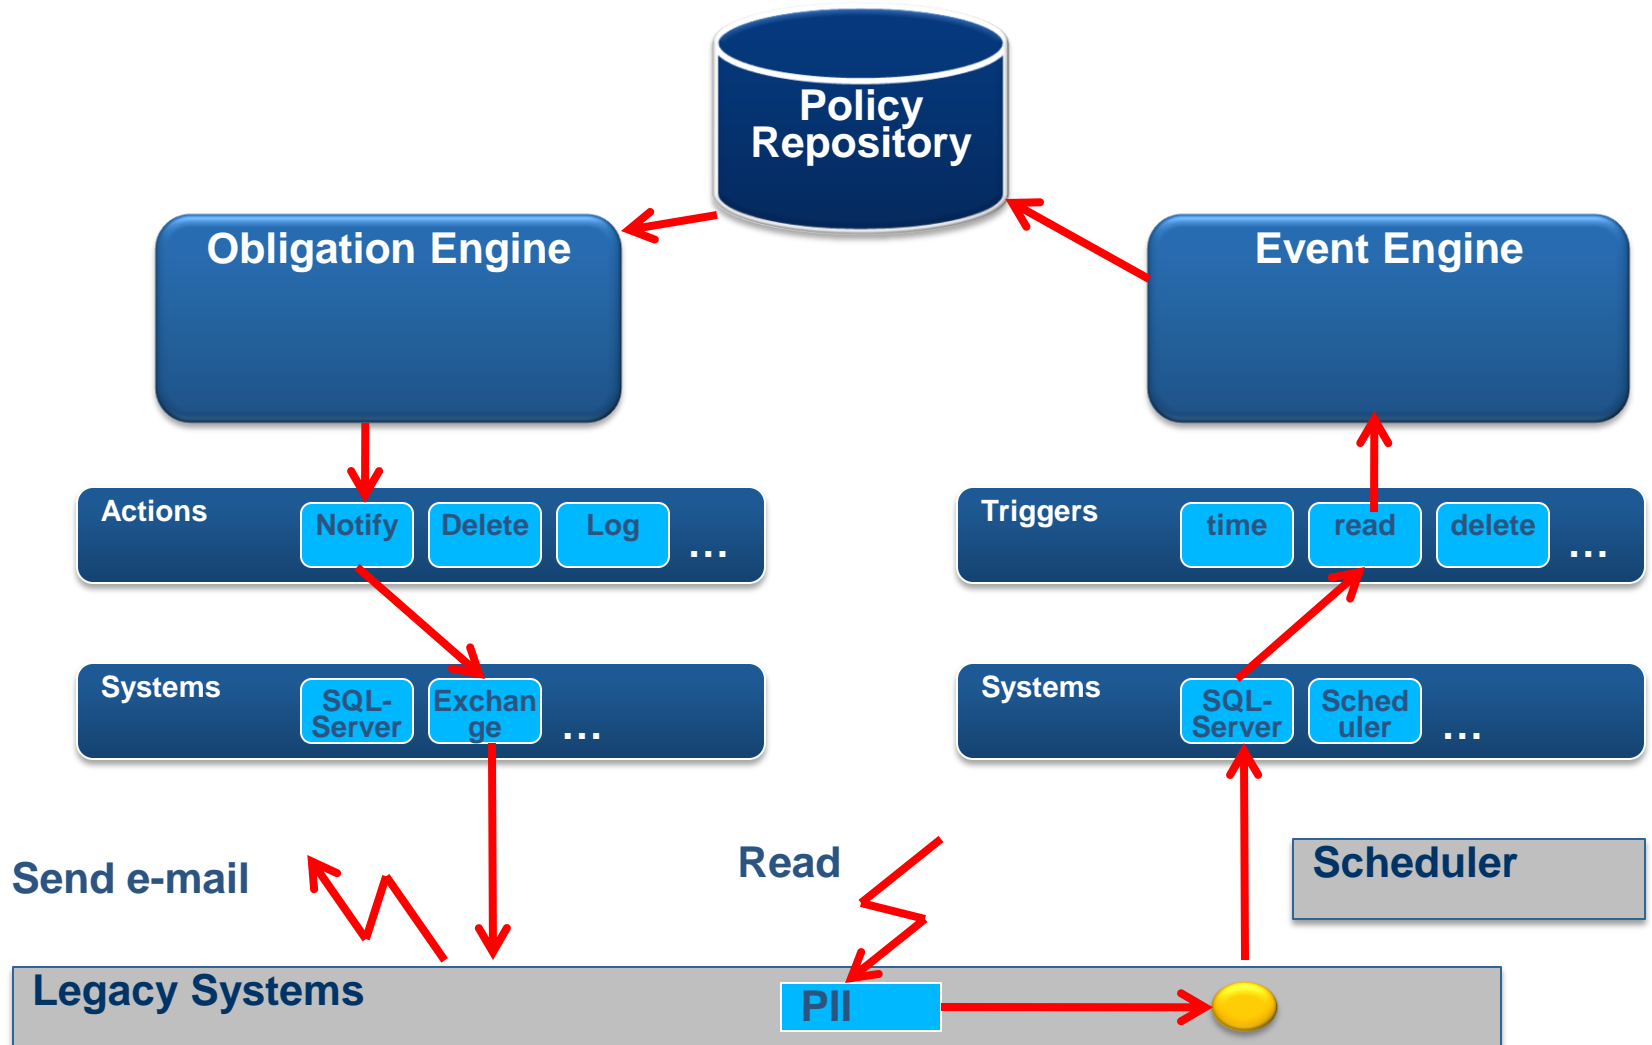 Policy
Repository
Obligation Engine
Event Engine
Actions
Notify
Delete
Log
...
Triggers
time
read
delete
...
Systems
SQL-
Server
Exchan
ge
...
Systems
SQL-
Server
Sched
uler
...
Send e-mail
Read
Scheduler
Legacy Systems
PII